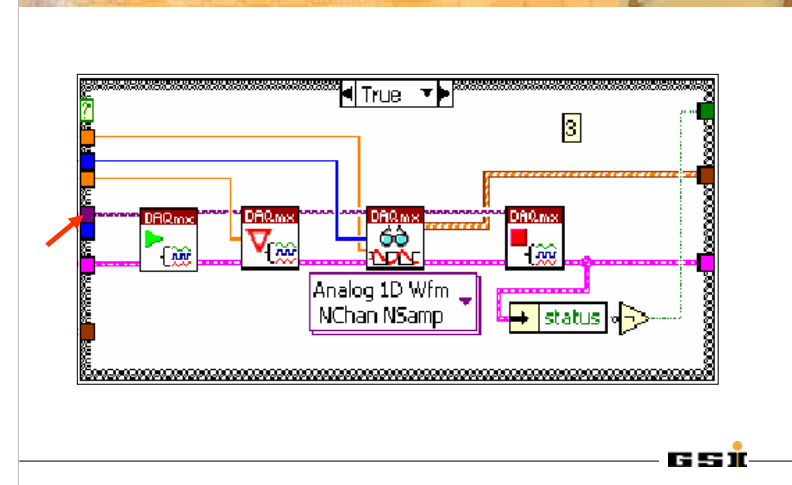 True
?
3
DAQmx
DAQmx
DAQmx
DAQmx
Analog 1D Wfm
NChan NSamp
status
GSI